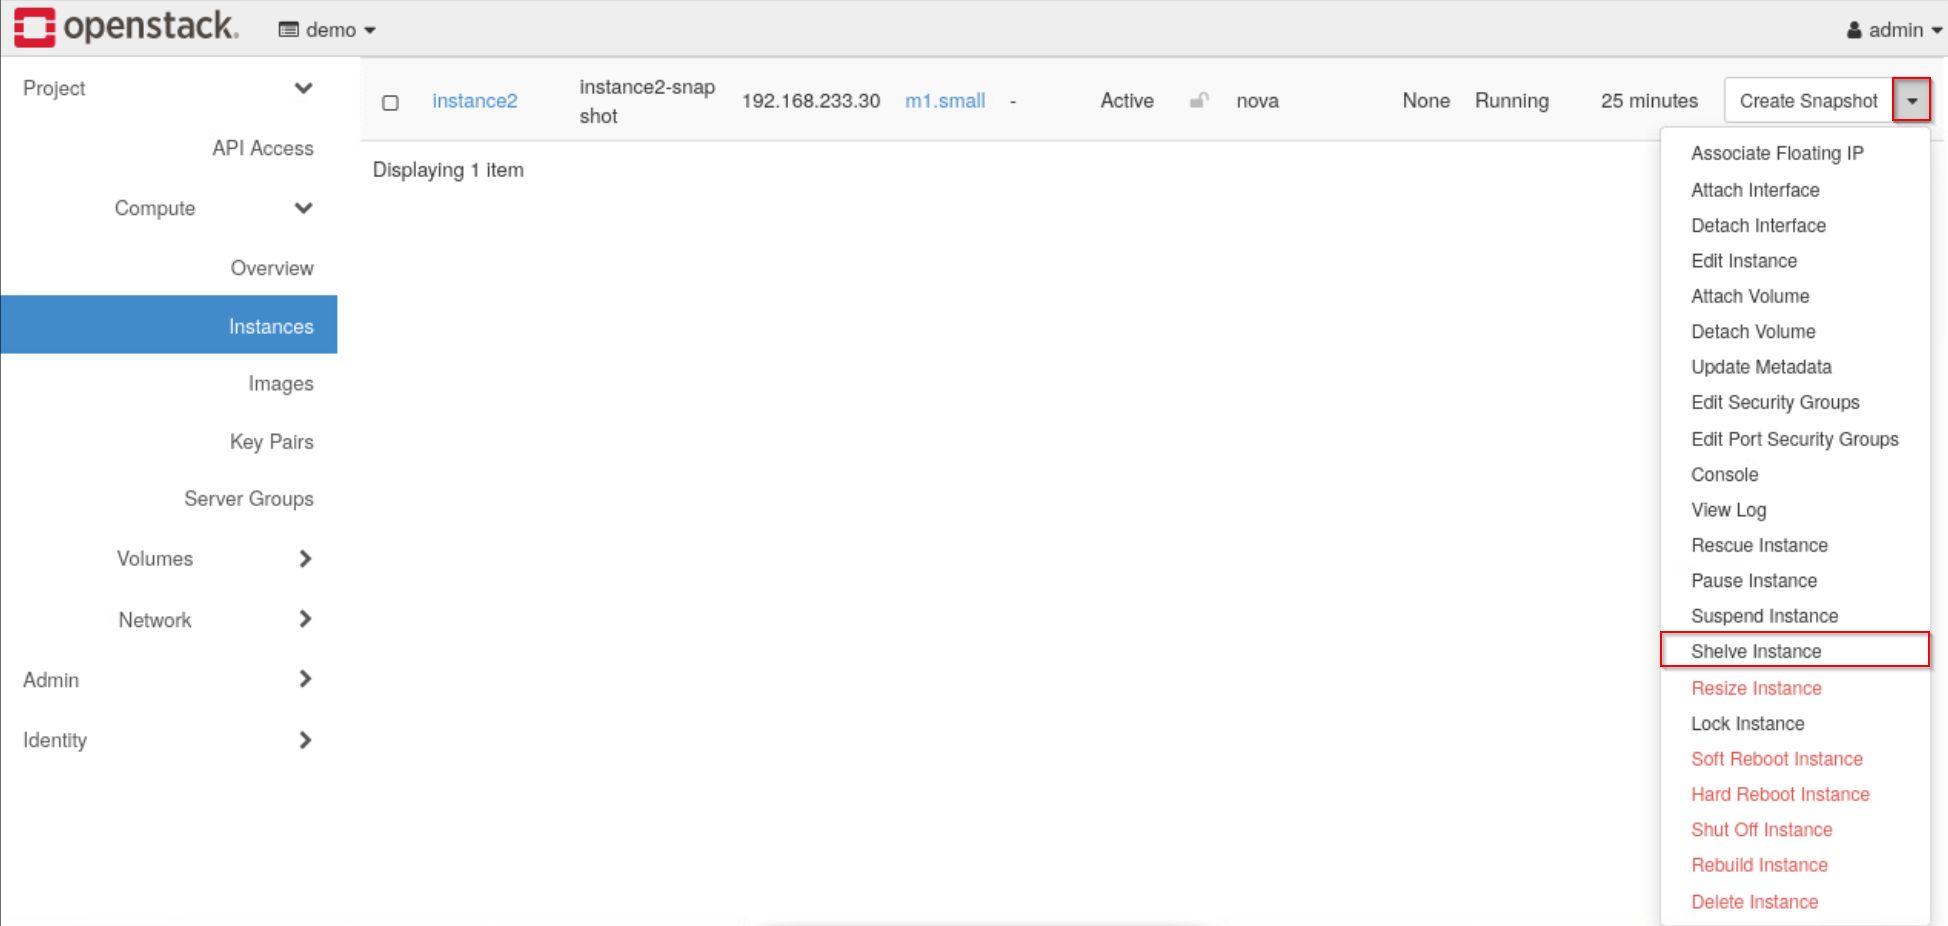 openstack. demo admin
Project
API Access
Compute
Overview
Instances
Images
Key Pairs
Server Groups
Volumes
Network
Admin
Identity
instance2 instance2-snap 192.168.233.30 m1.small - Active nova None Running 25 minutes Create Snapshot
shot
Displaying 1 item
Associate Floating IP
Attach Interface
Detach Interface
Edit Instance
Attach Volume
Detach Volume
Update Metadata
Edit Security Groups
Edit Port Security Groups
Console
View Log
Rescue Instance
Pause Instance
Suspend Instance
Shelve Instance
Resize Instance
Lock Instance
Soft Reboot Instance
Hard Reboot Instance
Shut Off Instance
Rebuild Instance
Delete Instance